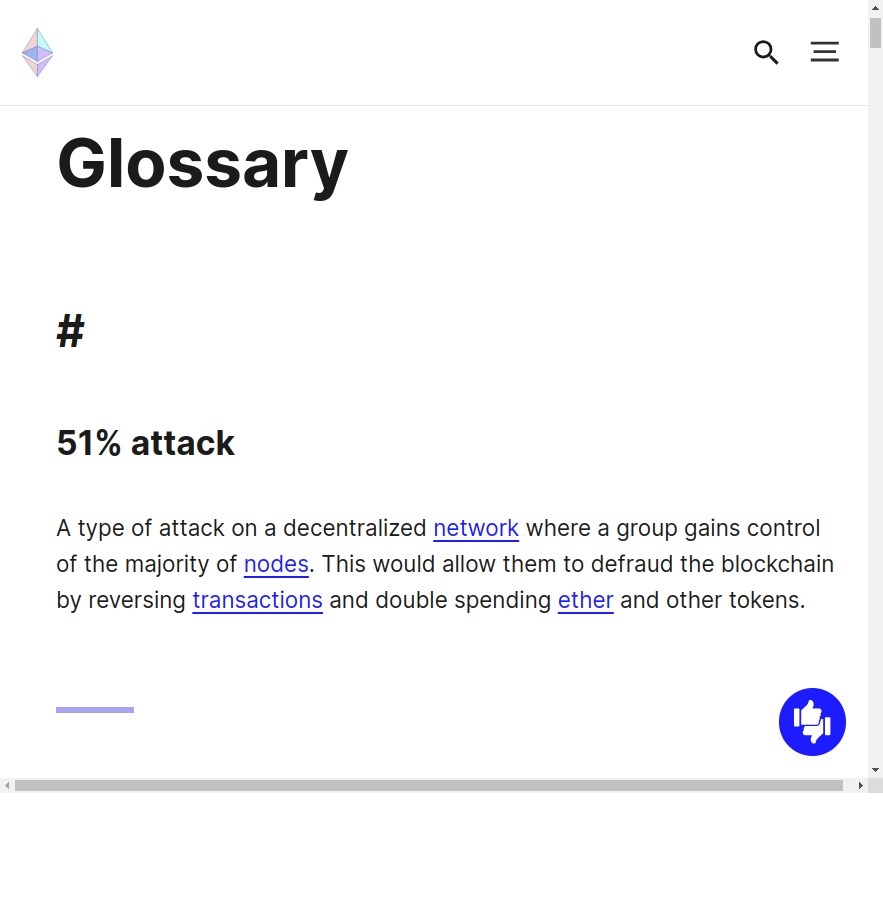 Glossary
#
51% attack
A type of attack on a decentralized network where a group gains control
of the majority of nodes. This would allow them to defraud the blockchain
by reversing transactions and double spending ether and other tokens.